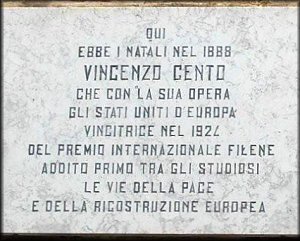 QUI
EBBE I NATALI NEL 1888
VINCENZO CENTO
CHE CON LA SUA OPERA
GLI STATI UNITI D'EUROPA
VINCITRICE NEL 1924
DEL PREMIO INTERNAZIONALE FILENE
ADDITO PRIMO TRA GLI STUDIOSI
LE VIE DELLA PACE
E DELLA RICOSTRUZIONE EUROPEA